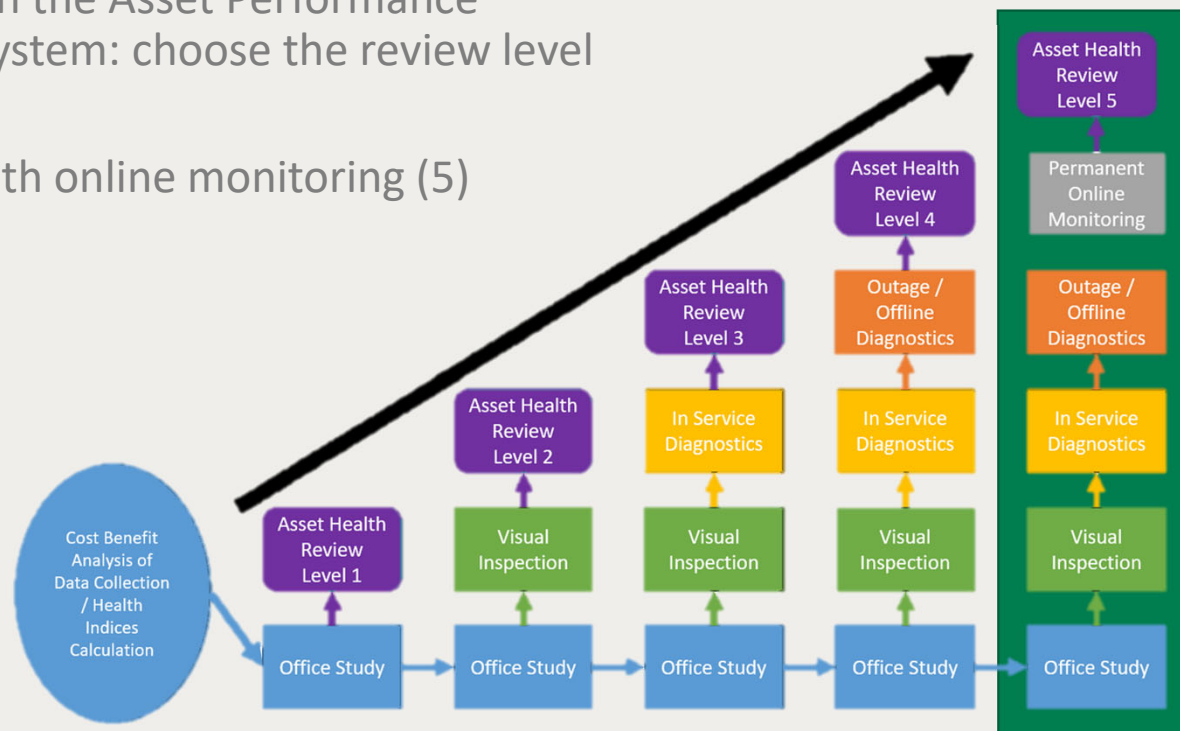 n the Asset Performance
ystem: choose the review level
th online monitoring (5)
Asset Health
Review
Level 5
Permanent
Online
Monitoring
Asset Health
Review
Level 4
Outage /
Offline
Diagnostics
Outage /
Offline
Diagnostics
Asset Health
Review
Level 3
In Service
Diagnostics
In Service
Diagnostics
In Service
Diagnostics
Asset Health
Review
Level 2
Visual
Inspection
Visual
Inspection
Visual
Inspection
Visual
Inspection
Asset Health
Review
Level 1
Cost Benefit
Analysis of
Data Collection
/ Health
Indices
Calculation
Office Study
Office Study
Office Study
Office Study
Office Study